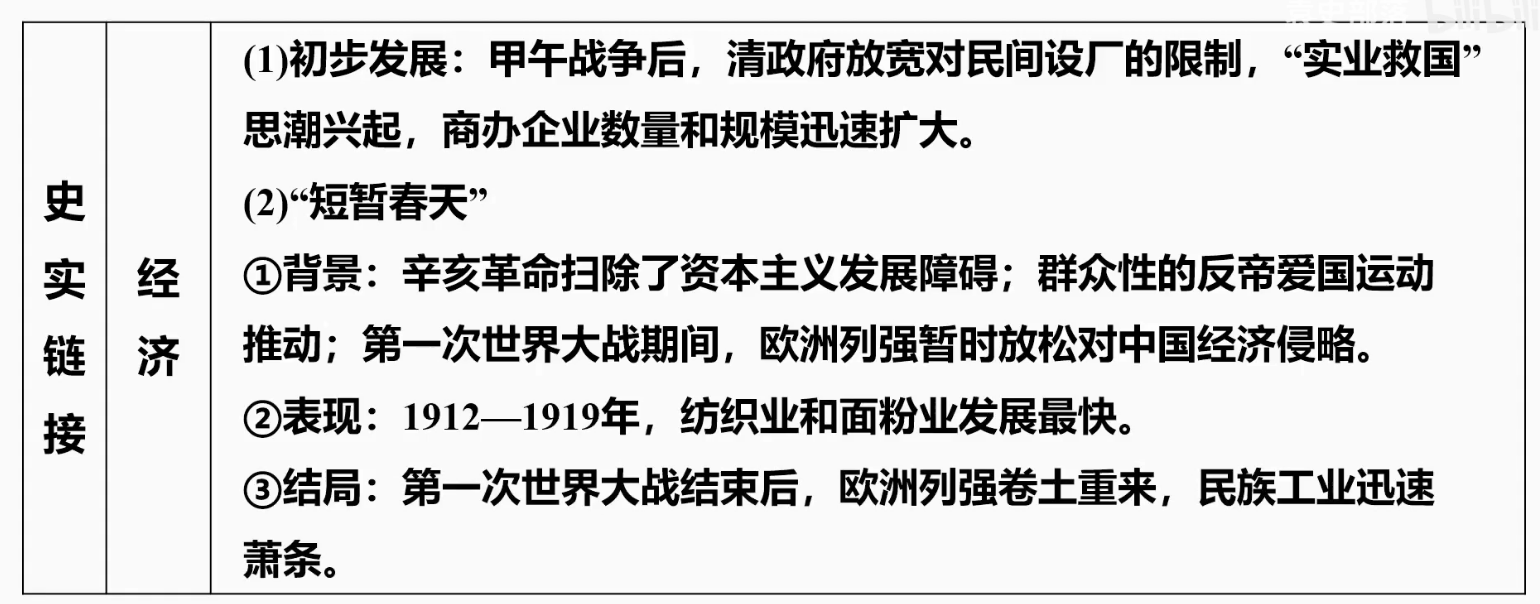 史实链接
经济
(1)初步发展：甲午战争后，清政府放宽对民间设厂的限制，“实业救国”
思潮兴起，商办企业数量和规模迅速扩大。
(2)“短暂春天”
①背景：辛亥革命扫除了资本主义发展障碍；群众性的反帝爱国运动
推动；第一次世界大战期间，欧洲列强暂时放松对中国经济侵略。
②表现：1912—1919年，纺织业和面粉业发展最快。
③结局：第一次世界大战结束后，欧洲列强卷土重来，民族工业迅速
萧条。
bilibili